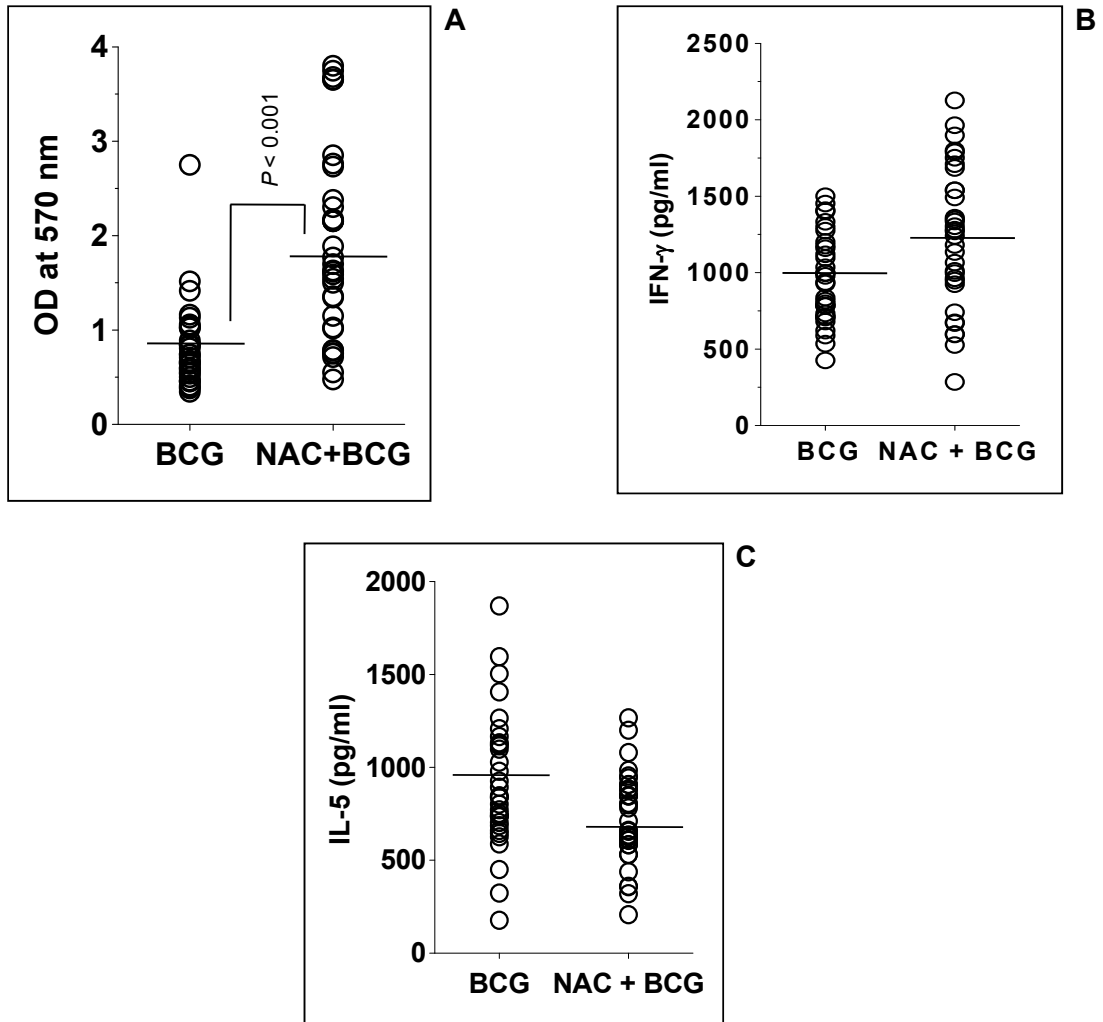 A
OD at 570 nm
4
3
2
1
0
P < 0.001
BCG NAC+BCG
B
IFN-γ (pg/ml)
2500
2000
1500
1000
500
0
BCG NAC + BCG
C
IL-5 (pg/ml)
2000
1500
1000
500
0
BCG NAC + BCG